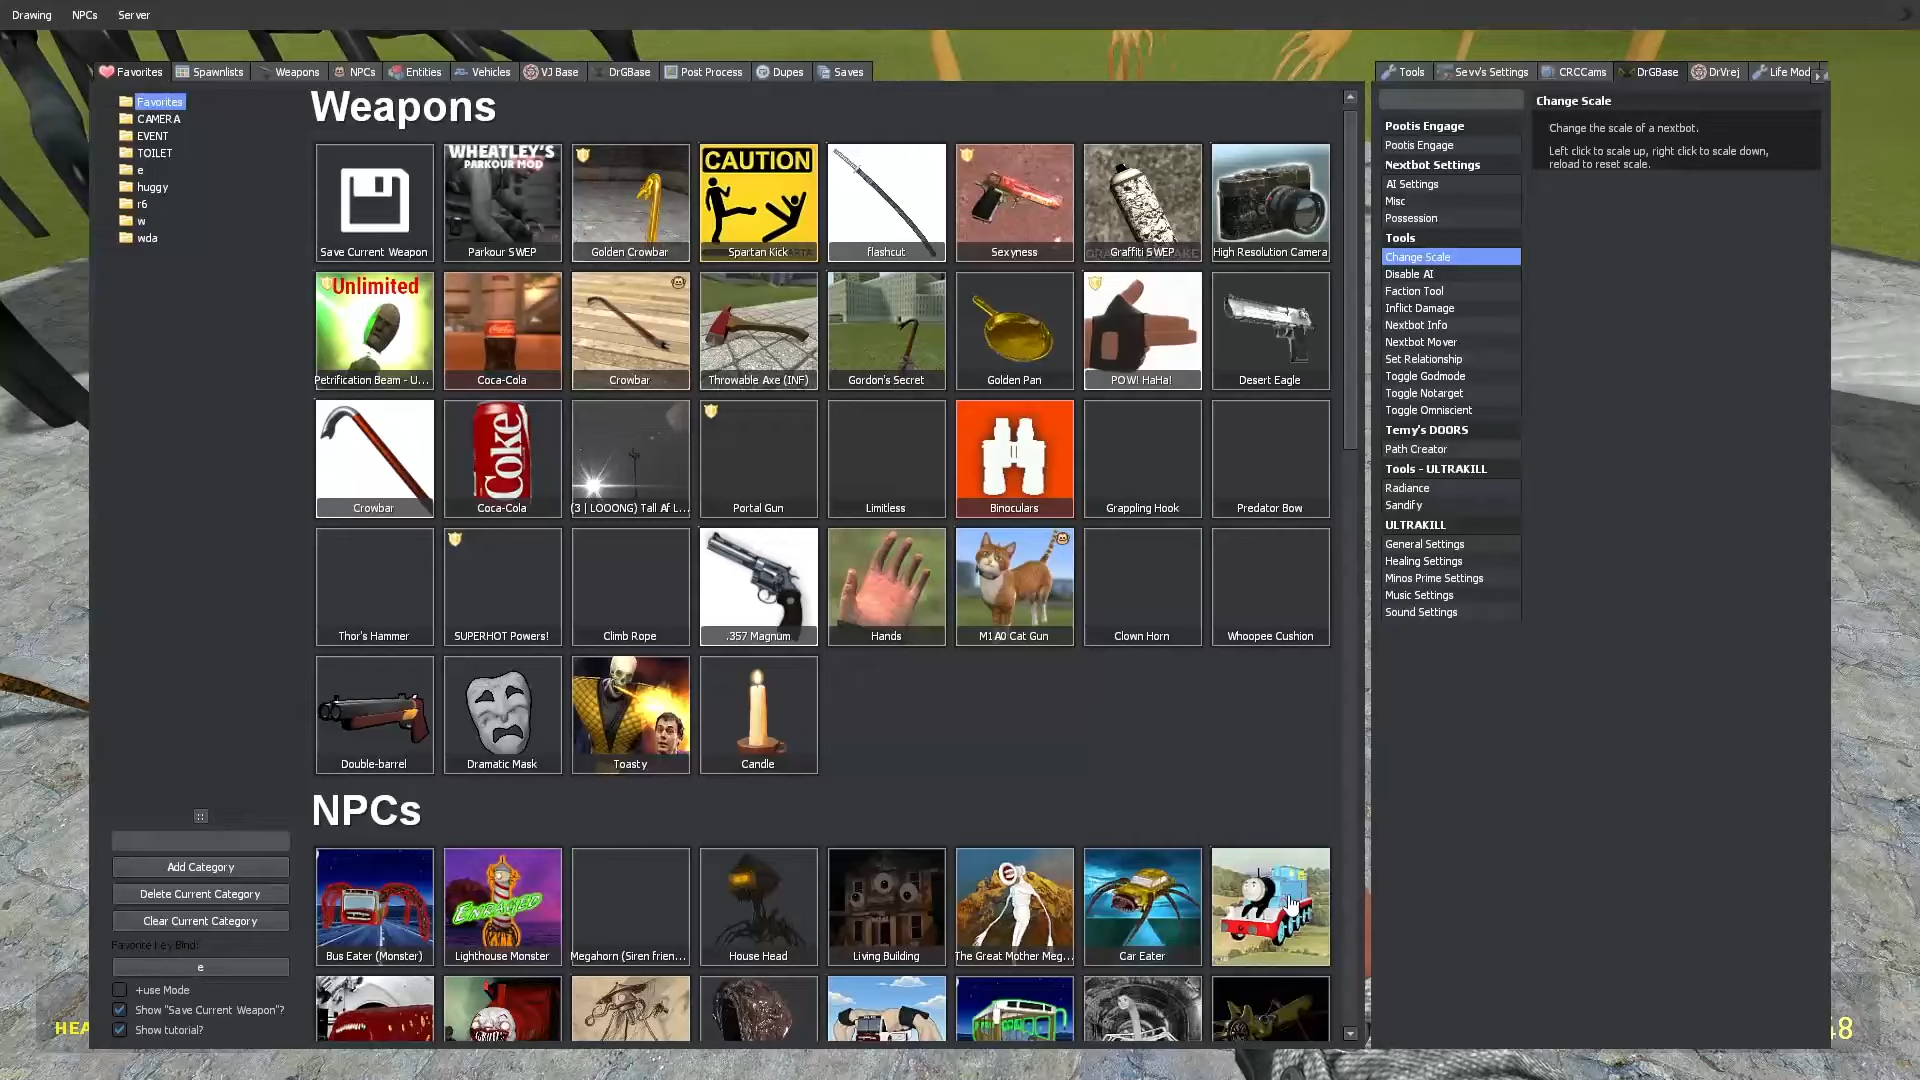 Drawing NPCs Server
Favorites Spawnlists Weapons NPCs Entities Vehicles VJ Base DrGBase Post Process Dupes Saves
Tools Sevv's Settings CRCCams DrGBase DrVrej Life Mod
Favorites
CAMERA
EVENT
TOILET
e
huggy
r6
w
wda
Add Category
Delete Current Category
Clear Current Category
Favorite Key Bind:
e
+use Mode
Show "Save Current Weapon"?
Show tutorial?
Weapons
WHEATLEY'S
PARKOUR MOD
CAUTION
Save Current Weapon Parkour SWEP Golden Crowbar Spartan Kick flashcut Sexyness Graffiti SWEP High Resolution Camera
Unlimited
Petrification Beam - U... Coca-Cola Crowbar Throwable Axe (INF) Gordon's Secret Golden Pan POW! HaHa! Desert Eagle
Coke
Crowbar Coca-Cola (3 | LOOONG) Tall Af L... Portal Gun Limitless Binoculars Grappling Hook Predator Bow
Thor's Hammer SUPERHOT Powers! Climb Rope .357 Magnum Hands M1A0 Cat Gun Clown Horn Whoopee Cushion
Double-barrel Dramatic Mask Toasty Candle
NPCs
ENRAGED
Bus Eater (Monster) Lighthouse Monster Megahorn (Siren frien... House Head Living Building The Great Mother Meg... Car Eater
Pootis Engage
Pootis Engage
Nextbot Settings
AI Settings
Misc
Possession
Tools
Change Scale
Disable AI
Faction Tool
Inflict Damage
Nextbot Info
Nextbot Mover
Set Relationship
Toggle Godmode
Toggle Notarget
Toggle Omniscient
Temy's DOORS
Path Creator
Tools - ULTRAKILL
Radiance
Sandify
ULTRAKILL
General Settings
Healing Settings
Minos Prime Settings
Music Settings
Sound Settings
Change Scale
Change the scale of a nextbot.
Left click to scale up, right click to scale down,
reload to reset scale.
HEA
48